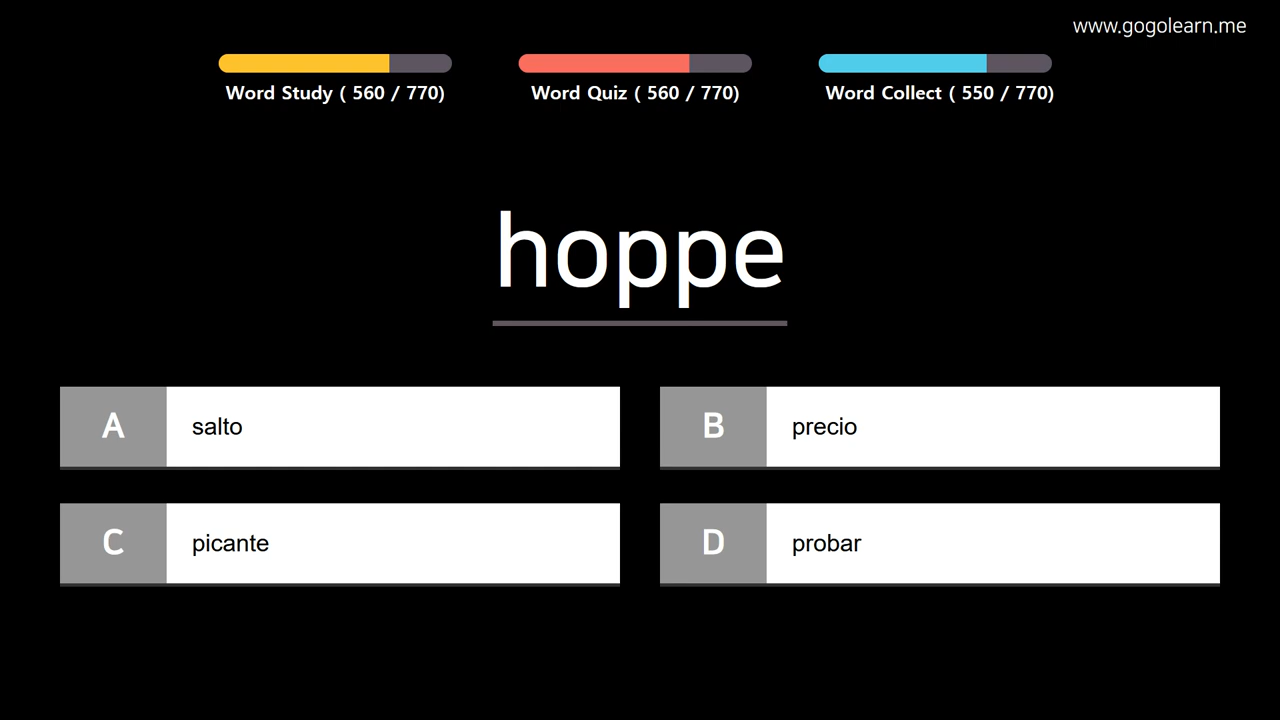 www.gogolearn.me
Word Study ( 560 / 770)
Word Quiz ( 560 / 770)
Word Collect ( 550 / 770)
hoppe
A salto
B precio
C picante
D probar